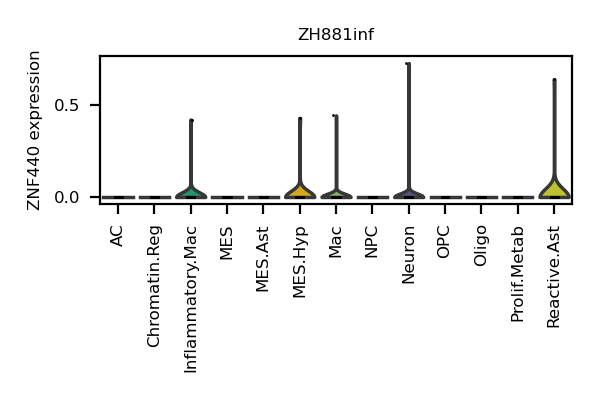 ZH881inf
ZNF440 expression
0.5
0.0
AC
Chromatin.Reg
Inflammatory.Mac
MES
MES.Ast
MES.Hyp
Mac
NPC
Neuron
OPC
Oligo
Prolif.Metab
Reactive.Ast